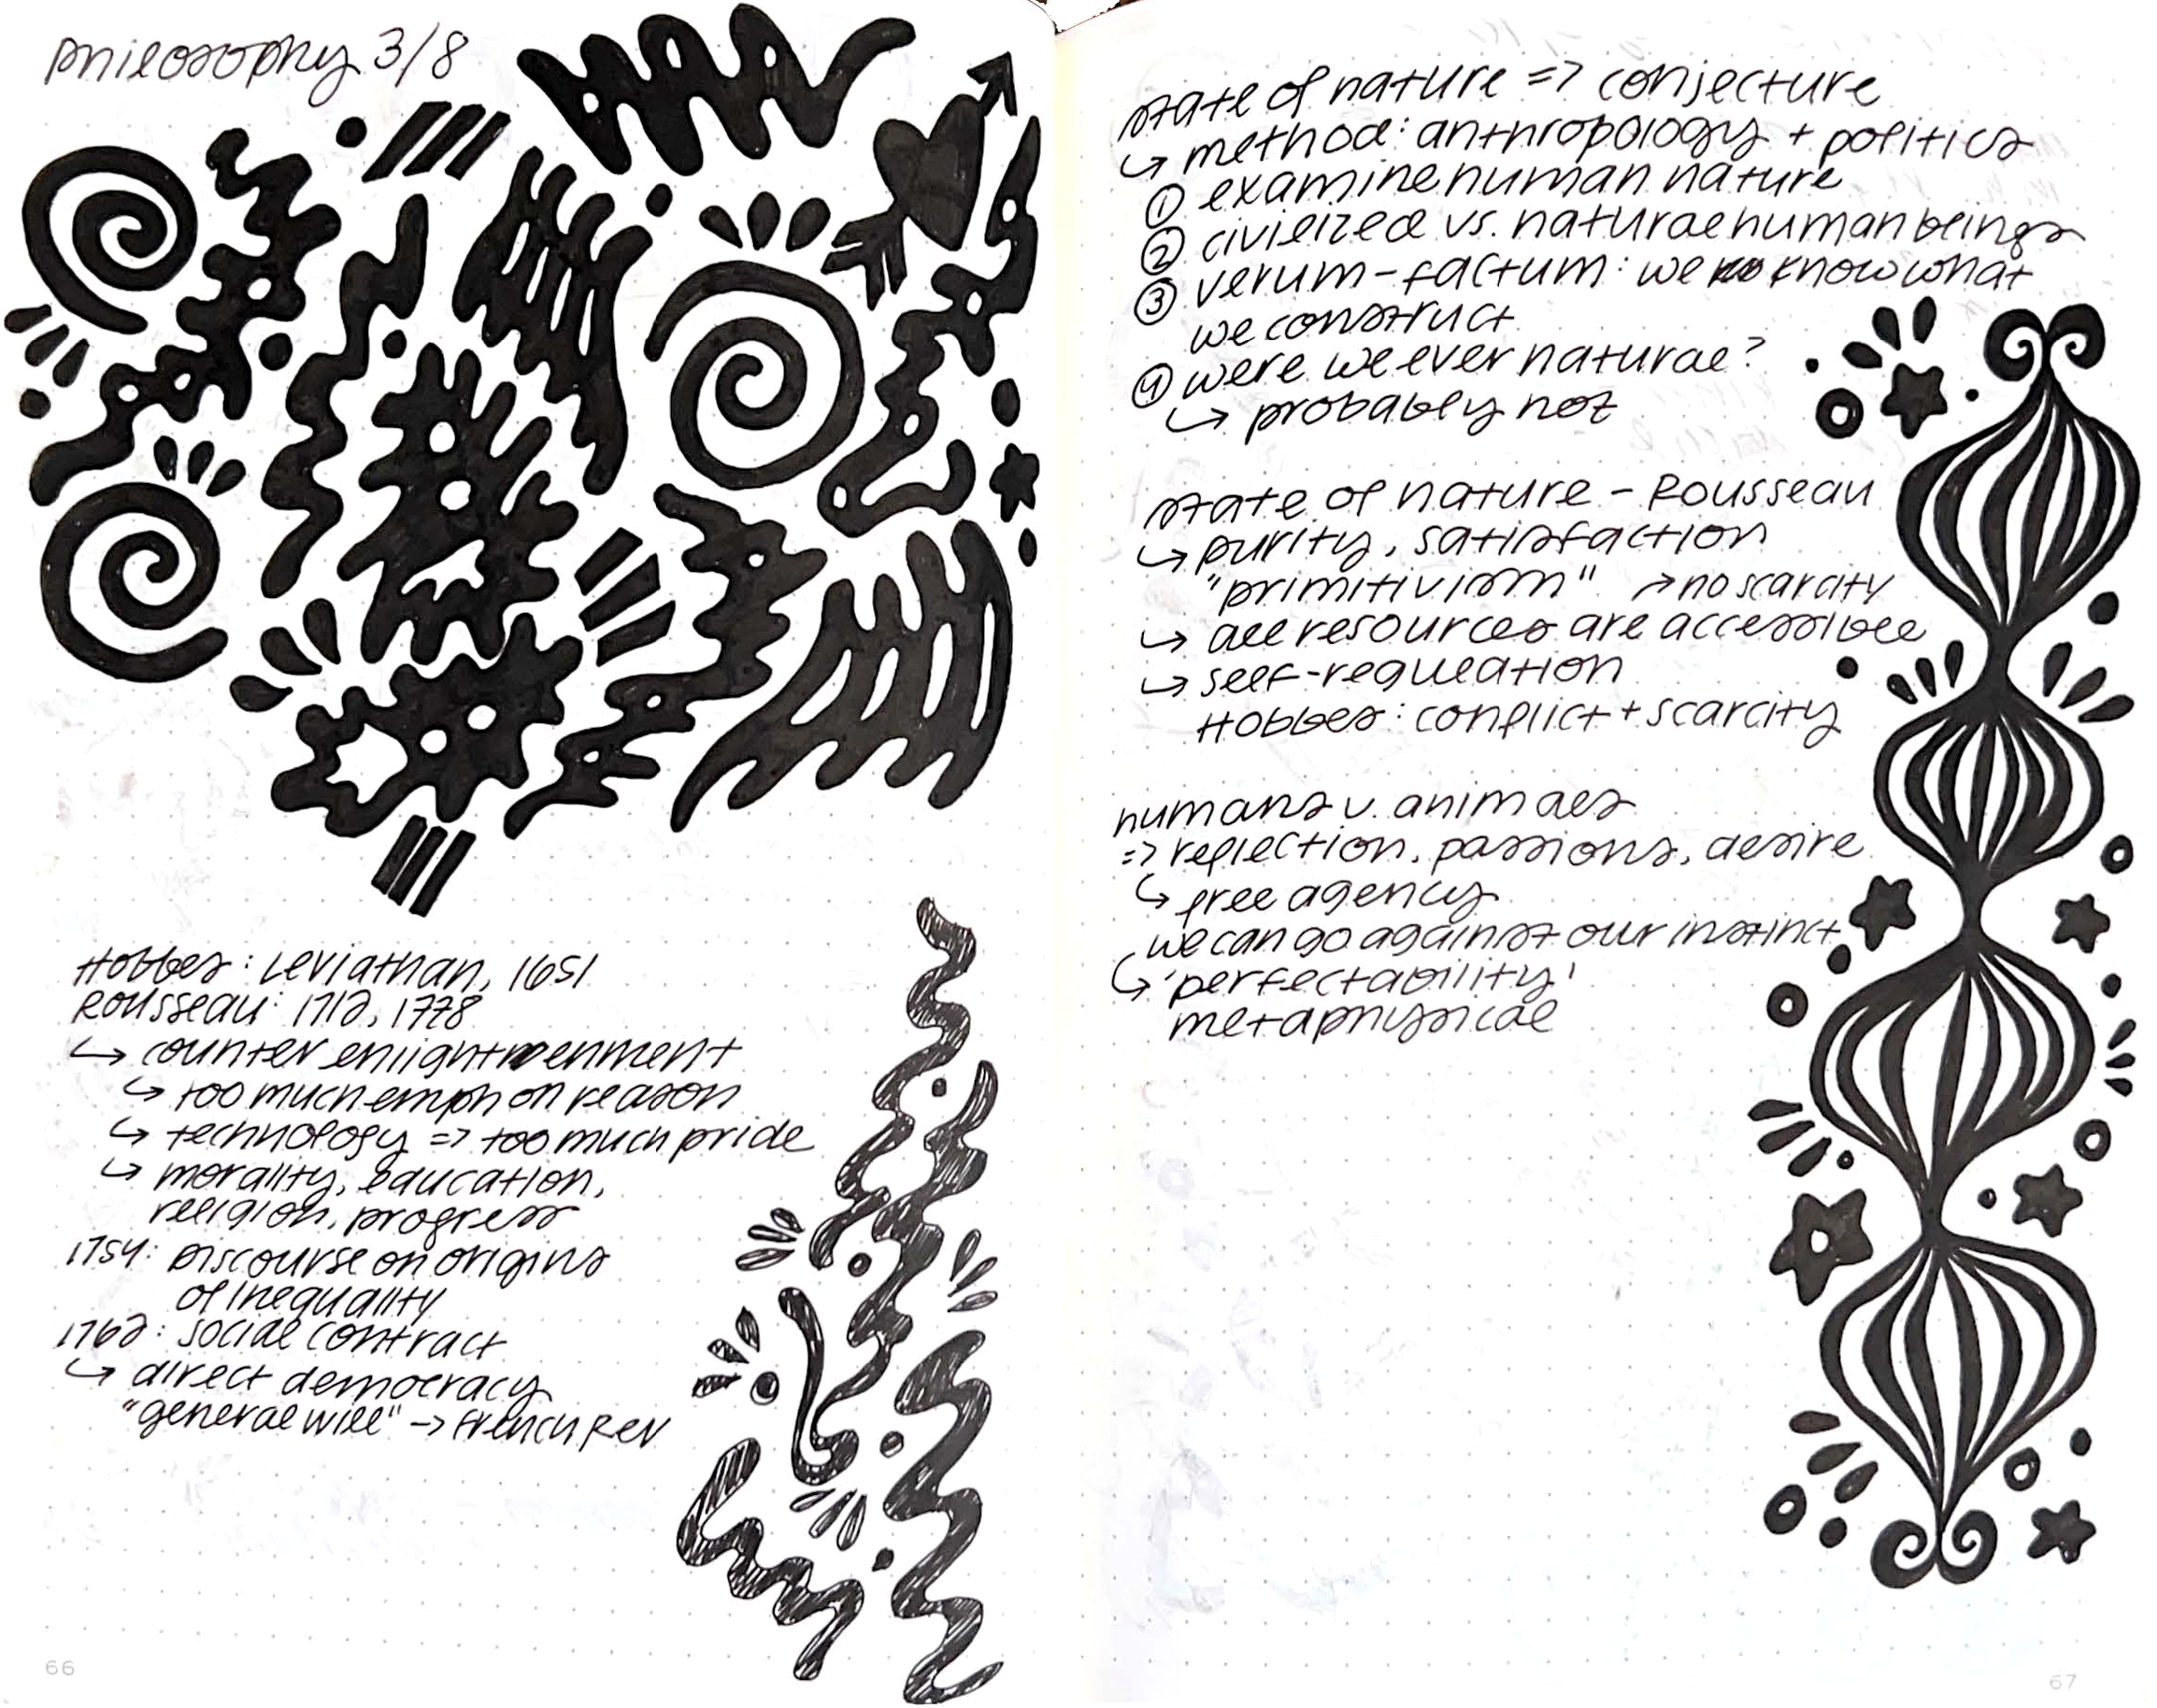 philosophy 3/8
Hobbes: Leviathan, 1651
Rousseau: 1712, 1778
↳ counter enlightenment
↳ too much emph on reason
↳ technology => too much pride
↳ morality, education,
religion, progress
1754: Discourse on origins
of Inequality
1762: social contract
↳ direct democracy
"general will" -> French Rev
66
state of nature => conjecture
↳ method: anthropology + politics
① examine human nature
② civilized vs. natural human beings
③ verum-factum: we know what
we construct
④ were we ever natural?
↳ probably not
state of nature - Rousseau
↳ purity, satisfaction
"primitivism" ↗ no scarcity
↳ all resources are accessible
↳ self-regulation
Hobbes: conflict + scarcity
humans v. animals
=> reflection, passions, desire
↳ free agency
we can go against our instinct
↳ 'perfectability'
metaphysical
67